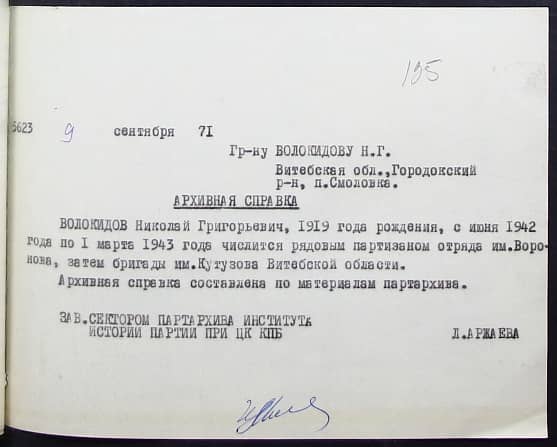 135
5623 9 сентября 71
Гр-ну ВОЛОКИДОВУ Н.Г.
Витебская обл.,Городокский
р-н, п.Смоловка.
АРХИВНАЯ СПРАВКА
ВОЛОКИДОВ Николай Григорьевич, 1919 года рождения, с июня 1942
года по I марта 1943 года числится рядовым партизаном отряда им.Воро-
нова, затем бригады им.Кутузова Витебской области.
Архивная справка составлена по материалам партархива.
ЗАВ.СЕКТОРОМ ПАРТАРХИВА ИНСТИТУТА
ИСТОРИИ ПАРТИИ ПРИ ЦК КПБ Л.АРЖАЕВА